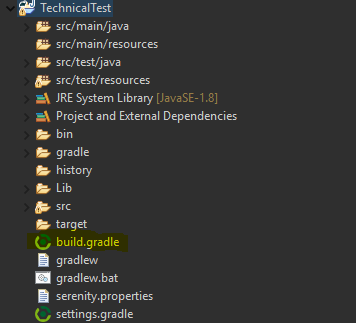 TechnicalTest
src/main/java
src/main/resources
src/test/java
src/test/resources
JRE System Library [JavaSE-1.8]
Project and External Dependencies
bin
gradle
history
Lib
src
target
build.gradle
gradlew
gradlew.bat
serenity.properties
settings.gradle